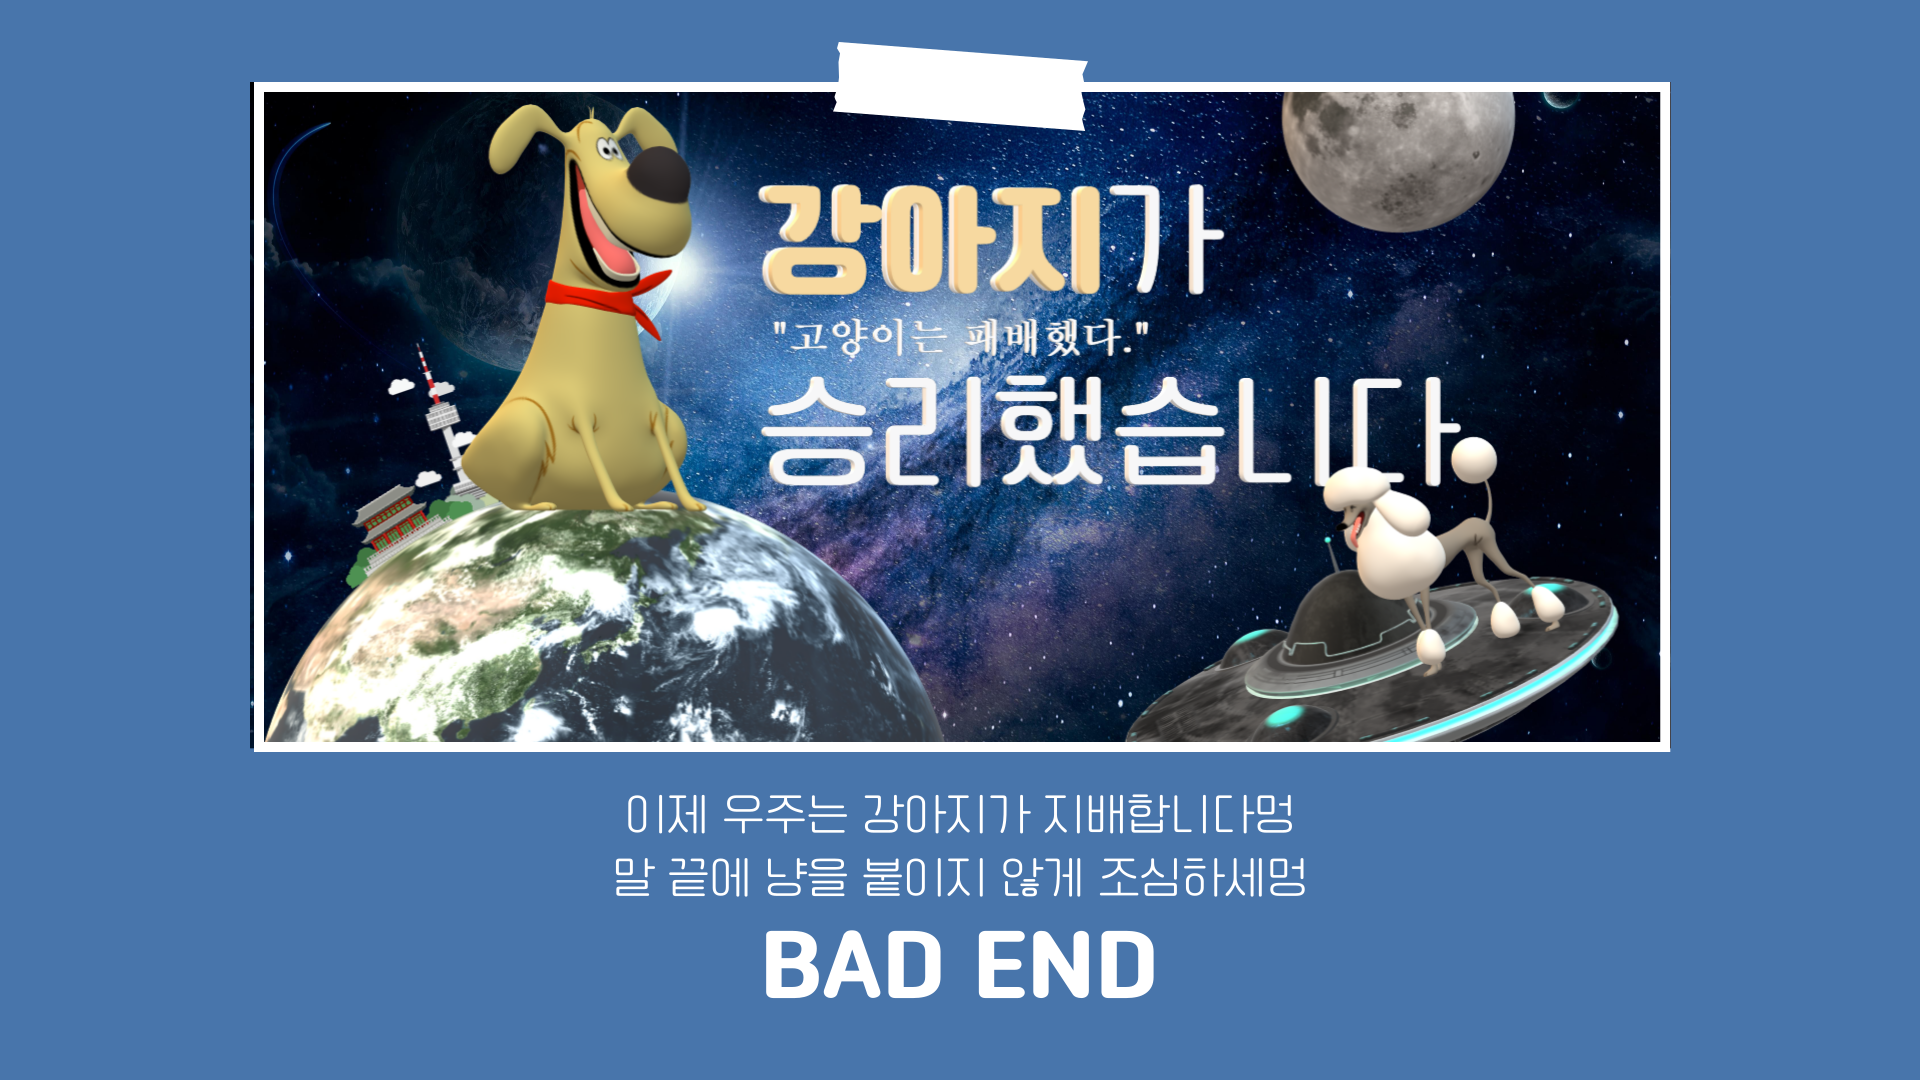 강아지가
"고양이는 패배했다."
승리했습니다
이제 우주는 강아지가 지배합니다멍
말 끝에 냥을 붙이지 않게 조심하세멍
BAD END